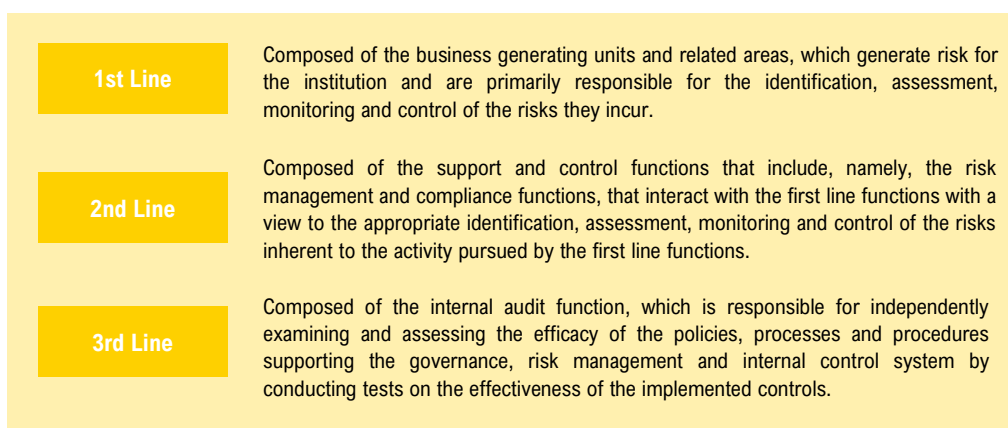 1st Line
Composed of the business generating units and related areas, which generate risk for
the institution and are primarily responsible for the identification, assessment,
monitoring and control of the risks they incur.
2nd Line
Composed of the support and control functions that include, namely, the risk
management and compliance functions, that interact with the first line functions with a
view to the appropriate identification, assessment, monitoring and control of the risks
inherent to the activity pursued by the first line functions.
3rd Line
Composed of the internal audit function, which is responsible for independently
examining and assessing the efficacy of the policies, processes and procedures
supporting the governance, risk management and internal control system by
conducting tests on the effectiveness of the implemented controls.